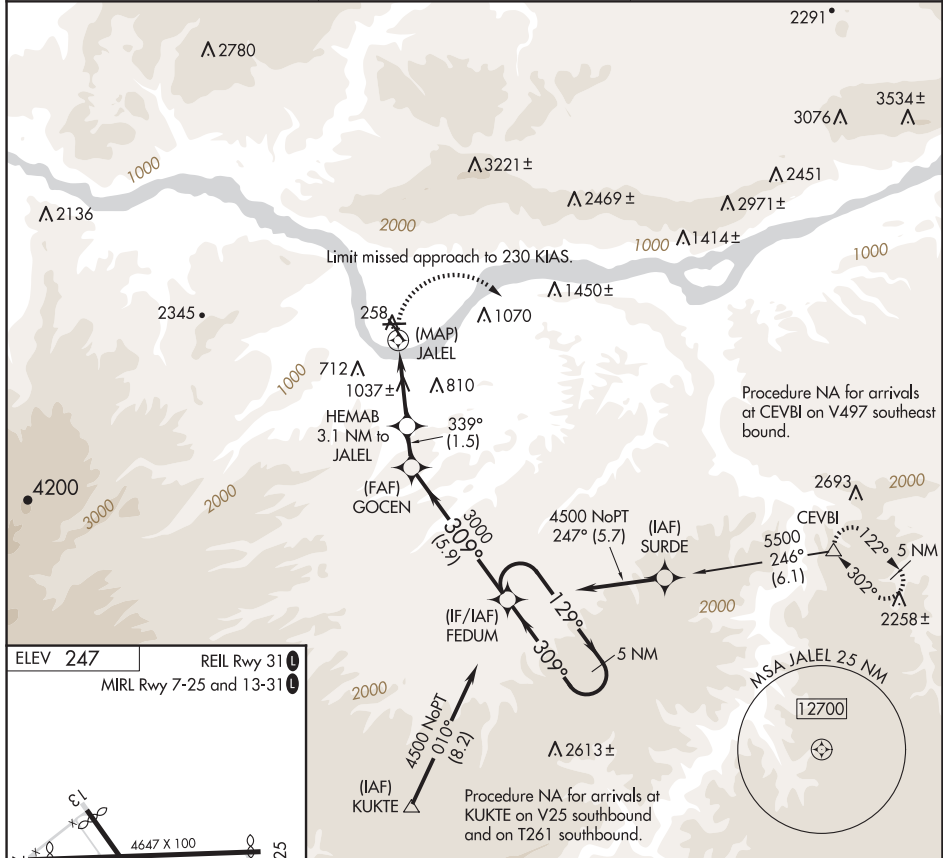 2291
2780
3534±
3076
3221±
2451
1000
2469±
2971±
2136
2000
1414±
1000
1000
Limit missed approach to 230 KIAS.
1450±
2345
258
1070
(MAP)
JALEL
712
1000
1037±
810
Procedure NA for arrivals
at CEVBI on V497 southeast
bound.
HEMAB
3.1 NM to
JALEL
339°
(1.5)
4200
3000
2000
(FAF)
GOCEN
2693
2000
3000
309°
(5.9)
4500 NoPT
247° (5.7)
(IAF)
SURDE
5500
246°
(6.1)
CEVBI
122°
5 NM
302°
2258±
2000
(IF/IAF)
FEDUM
129°
309°
5 NM
ELEV 247
REIL Rwy 31 L
MIRL Rwy 7-25 and 13-31 L
2000
MSA JALEL 25 NM
12700
4500 NoPT
010°
(8.2)
2613±
(IAF)
KUKTE
Procedure NA for arrivals at
KUKTE on V25 southbound
and on T261 southbound.
13
4647 X 100
25